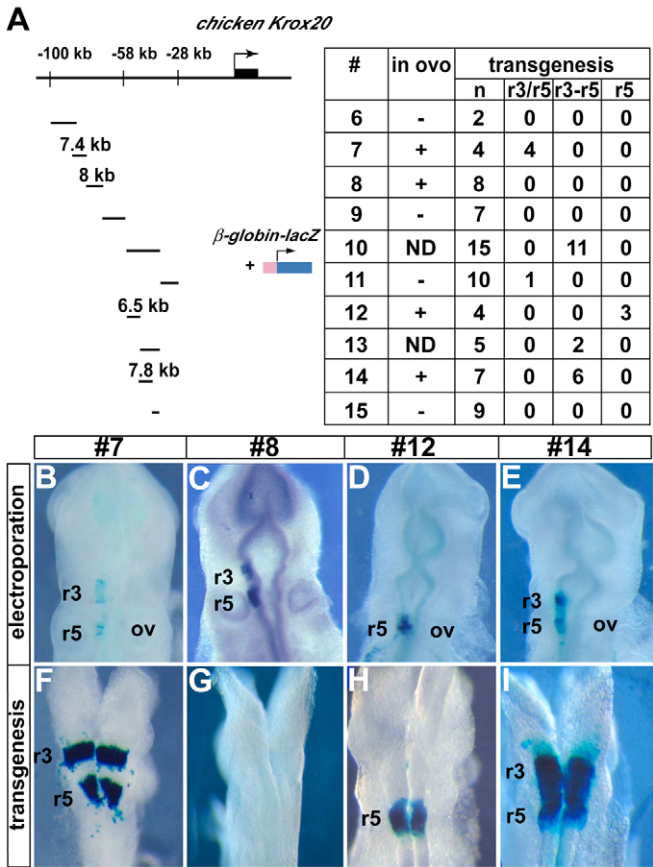 A
chicken Krox20
-100 kb -58 kb -28 kb
7.4 kb
8 kb
β-globin-lacZ
+
6.5 kb
7.8 kb
# in ovo transgenesis
n r3/r5 r3-r5 r5
6 - 2 0 0 0
7 + 4 4 0 0
8 + 8 0 0 0
9 - 7 0 0 0
10 ND 15 0 11 0
11 - 10 1 0 0
12 + 4 0 0 3
13 ND 5 0 2 0
14 + 7 0 6 0
15 - 9 0 0 0
#7 #8 #12 #14
electroporation
B C D E
r3 r3 r3
r5 ov r5 r5 ov r5 ov
transgenesis
F G H I
r3 r3
r5 r5 r5